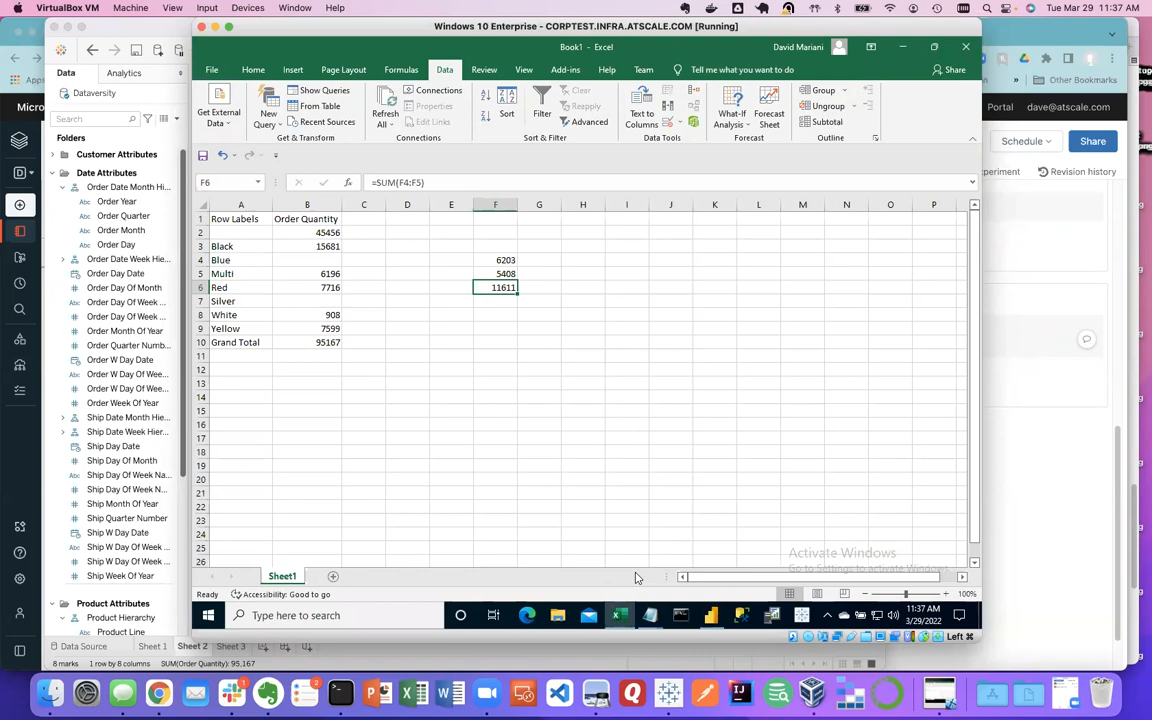 VirtualBox VM Machine Input Devices Window Help Tue Mar 29 11:37 AM
Windows 10 Enterprise - CORPTEST.INFRA.ATSCALE.COM [Running]
Book1 - Excel David Mariani
File Home Insert Page Layout Formulas Data Review View Add-ins Help Team Tell me what you want to do Share
Get External Data New Query Show Queries From Table Recent Sources Refresh All Connections Properties Edit Links Sort Filter Clear Reapply Advanced Text to Columns What-If Analysis Forecast Sheet Group Ungroup Subtotal
Get & Transform Connections Sort & Filter Data Tools Forecast Outline
F6 =SUM(F4:F5)
A B C D E F G H I J K L M N O P
1 Row Labels Order Quantity
2 45456
3 Black 15681
4 Blue 6203
5 Multi 6196 5408
6 Red 7716 11611
7 Silver
8 White 908
9 Yellow 7599
10 Grand Total 95167
11
12
13
14
15
16
17
18
19
20
21
22
23
24
25
26
Activate Windows
Go to Settings to activate Windows.
Sheet1
Ready Accessibility: Good to go 100%
Type here to search
11:37 AM
3/29/2022
Left ⌘
Apps
Micro
Data Analytics
Dataversity
Search
Folders
Customer Attributes
Date Attributes
Order Date Month Hi...
Order Year
Order Quarter
Order Month
Order Day
Order Date Week Hie...
Order Day Date
Order Day Of Month
Order Day Of Week ...
Order Day Of Week ...
Order Month Of Year
Order Quarter Numb...
Order W Day Date
Order W Day Of Wee...
Order W Day Of Wee...
Order Week Of Year
Ship Date Month Hie...
Ship Date Week Hier...
Ship Day Date
Ship Day Of Month
Ship Day Of Week Na...
Ship Day Of Week N...
Ship Month Of Year
Ship Quarter Number
Ship W Day Date
Ship W Day Of Week ...
Ship W Day Of Week ...
Ship Week Of Year
Product Attributes
Product Hierarchy
Product Line
Data Source Sheet 1 Sheet 2 Sheet 3
8 marks 1 row by 8 columns SUM(Order Quantity): 95,167
Other Bookmarks
Portal dave@atscale.com
Schedule Share
xperiment Revision history